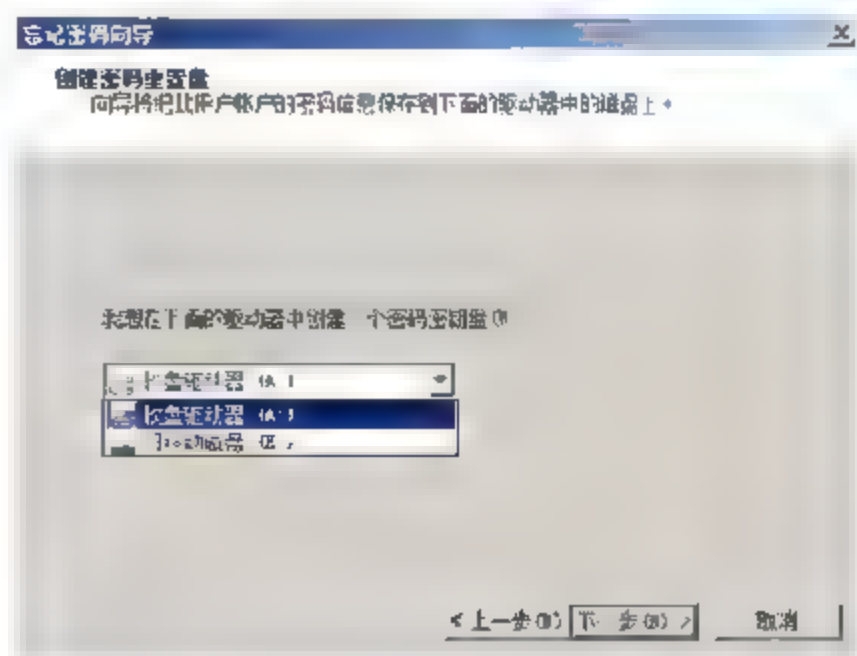 忘记密码向导
创建密码重置盘
向导将把此用户帐户的密码信息保存到下面的驱动器中的磁盘上。
我想在下面的驱动器中创建一个密码密钥盘(I)
软盘驱动器 (A:)
软盘驱动器 (A:)
< 上一步(B)
下一步(N) >
取消